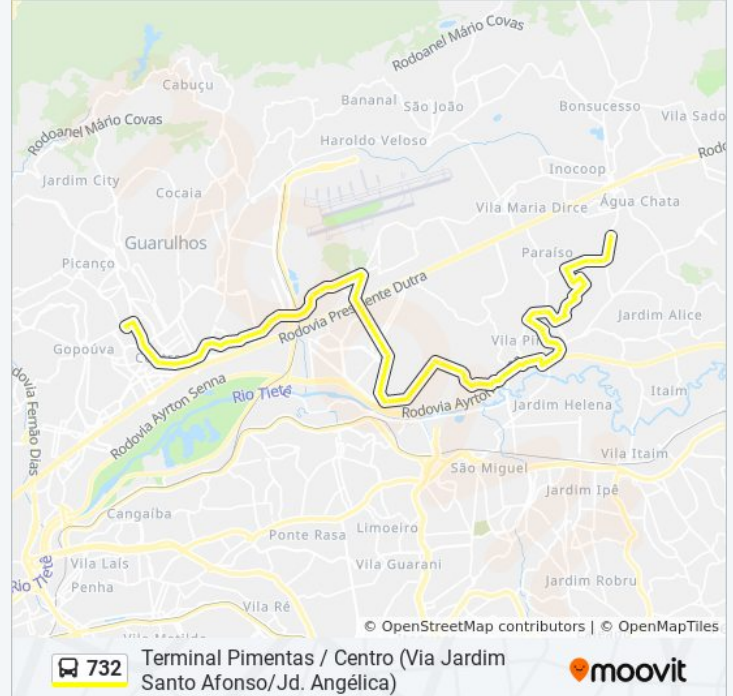 Rodoanel Mário Covas
Cabuçu
Bananal
São João
Bonsucesso
Vila Sado
Rodoanel Mário Covas
Haroldo Veloso
Rodo
Jardim City
Cocaia
Inocoop
Vila Maria Dirce
Água Chata
Guarulhos
Paraíso
Picanço
Rodovia Presidente Dutra
Jardim Alice
Gopoúva
Vila Pi
Rodovia Ayrton Senna
Rio Tietê
Rodovia Ayrto
Jardim Helena
Itaim
dovia Fernão Dias
São Miguel
Vila Itaim
Jardim Ipê
Cangaíba
Ponte Rasa
Limoeiro
Vila Laís
Vila Guarani
Rio Tietê
Penha
Jardim Robru
Vila Ré
© OpenStreetMap contributors | © OpenMapTiles
732
Terminal Pimentas / Centro (Via Jardim
Santo Afonso/Jd. Angélica)
moovit